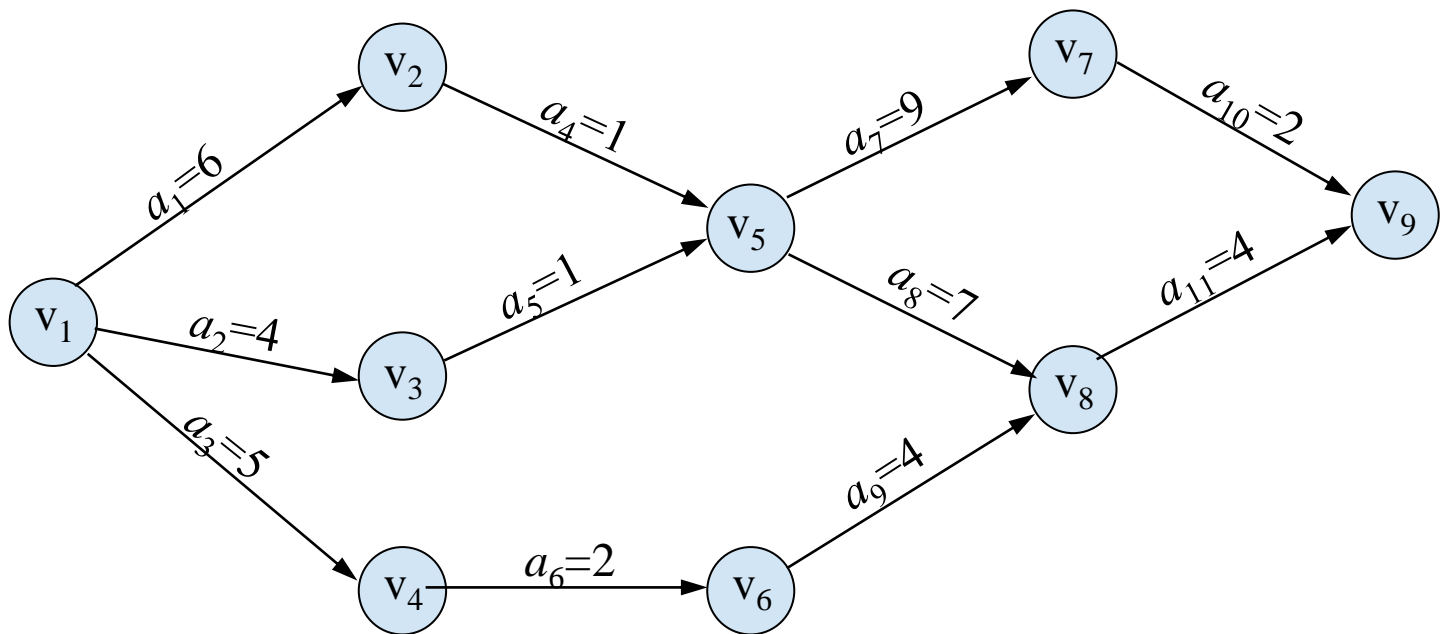 v₇
v₂
a₁₀=2
a₄=1
a₇=9
a₁=6
v₉
v₅
a₅=1
a₈=7
a₁₁=4
v₁
a₂=4
v₃
v₈
a₃=5
a₉=4
a₆=2
v₄
v₆